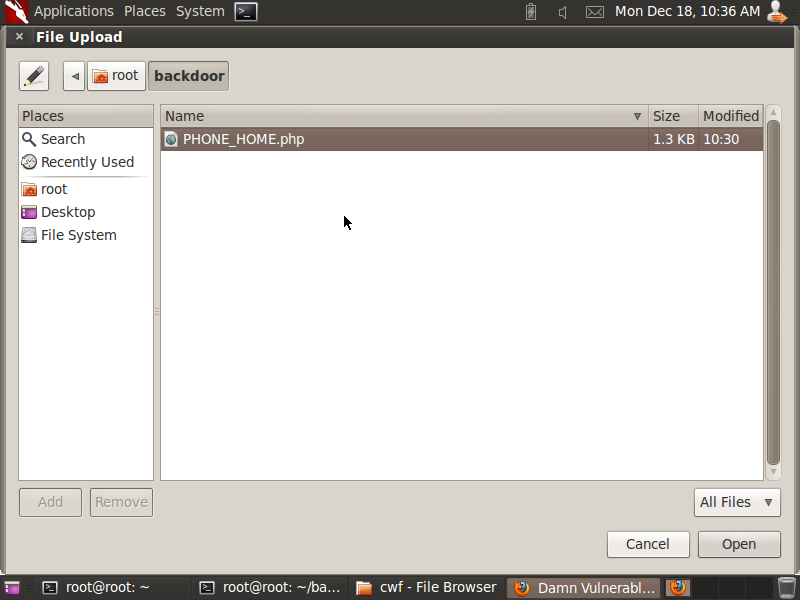 Applications Places System Mon Dec 18, 10:36 AM
File Upload
root backdoor
Places Name Size Modified
Search PHONE_HOME.php 1.3 KB 10:30
Recently Used
root
Desktop
File System
Add Remove All Files
Cancel Open
root@root: ~ root@root: ~/ba... cwf - File Browser Damn Vulnerabl...